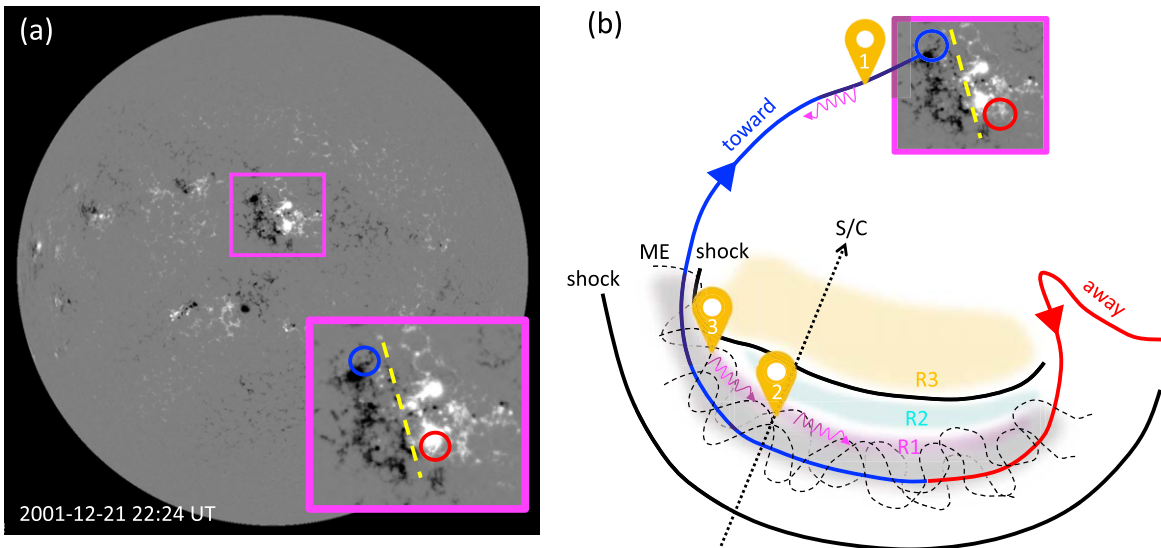 (a)
2001-12-21 22:24 UT
(b)
1
toward
S/C
ME
shock
shock
away
3
R3
2
R2
R1